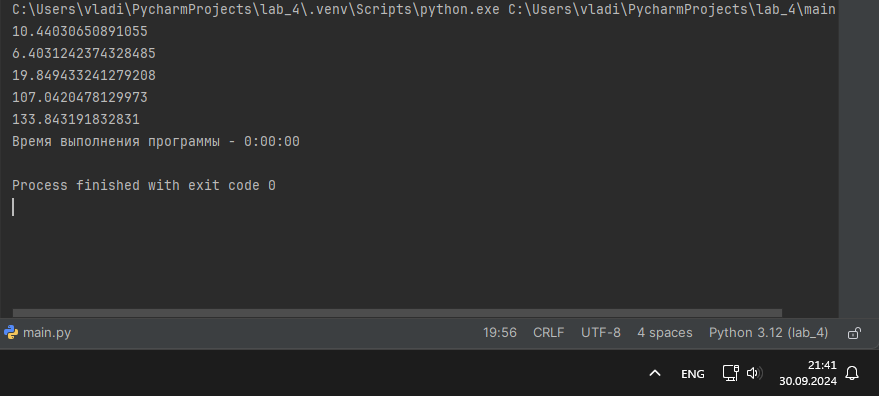 C:\Users\vladi\PycharmProjects\lab_4\.venv\Scripts\python.exe C:\Users\vladi\PycharmProjects\lab_4\main
10.44030650891055
6.4031242374328485
19.849433241279208
107.0420478129973
133.843191832831
Время выполнения программы - 0:00:00
Process finished with exit code 0
main.py 19:56 CRLF UTF-8 4 spaces Python 3.12 (lab_4)
ENG 21:41
30.09.2024